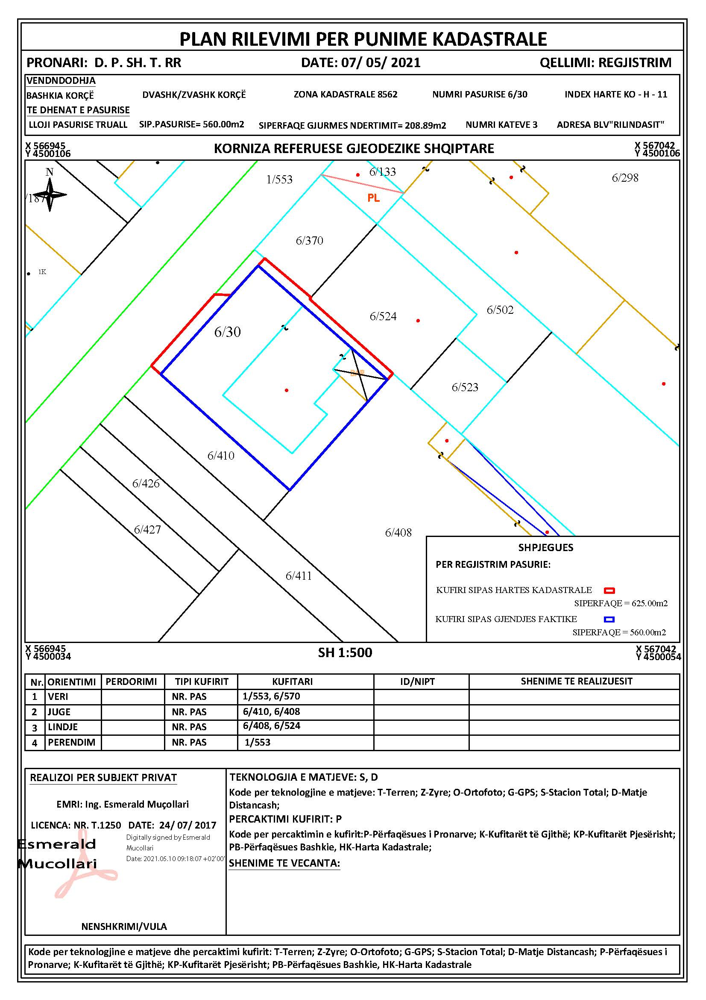 PLAN RILEVIMI PER PUNIME KADASTRALE
PRONARI: D. P. SH. T. RR DATE: 07/ 05/ 2021 QELLIMI: REGJISTRIM
VENDNDODHJA
BASHKIA KORÇË DVASHK/ZVASHK KORÇË ZONA KADASTRALE 8562 NUMRI PASURISE 6/30 INDEX HARTE KO - H - 11
TE DHENAT E PASURISE
LLOJI PASURISE TRUALL SIP.PASURISE= 560.00m2 SIPERFAQE GJURMES NDERTIMIT= 208.89m2 NUMRI KATEVE 3 ADRESA BLV"RILINDASIT"
X 566945 KORNIZA REFERUESE GJEODEZIKE SHQIPTARE X 567042
Y 4500106 Y 4500106
N
6/133
1/553
6/298
/187
PL
6/370
1K
6/502
6/524
6/30
6/523
6/410
6/426
6/427
6/408
6/411
SHPJEGUES
PER REGJISTRIM PASURIE:
KUFIRI SIPAS HARTES KADASTRALE
SIPERFAQE = 625.00m2
KUFIRI SIPAS GJENDJES FAKTIKE
SIPERFAQE = 560.00m2
X 566945 SH 1:500 X 567042
Y 4500034 Y 4500054
Nr. ORIENTIMI PERDORIMI TIPI KUFIRIT KUFITARI ID/NIPT SHENIME TE REALIZUESIT
1 VERI NR. PAS 1/553, 6/570
2 JUGE NR. PAS 6/410, 6/408
3 LINDJE NR. PAS 6/408, 6/524
4 PERENDIM NR. PAS 1/553
REALIZOI PER SUBJEKT PRIVAT
EMRI: Ing. Esmerald Muçollari
LICENCA: NR. T.1250 DATE: 24/ 07/ 2017
Esmerald
Mucollari
Digitally signed by Esmerald
Mucollari
Date: 2021.05.10 09:18:07 +02'00'
NENSHKRIMI/VULA
TEKNOLOGJIA E MATJEVE: S, D
Kode per teknologjine e matjeve: T-Terren; Z-Zyre; O-Ortofoto; G-GPS; S-Stacion Total; D-Matje
Distancash;
PERCAKTIMI KUFIRIT: P
Kode per percaktimin e kufirit:P-Përfaqësues i Pronarve; K-Kufitarët të Gjithë; KP-Kufitarët Pjesërisht;
PB-Përfaqësues Bashkie, HK-Harta Kadastrale;
SHENIME TE VECANTA:
Kode per teknologjine e matjeve dhe percaktimi kufirit: T-Terren; Z-Zyre; O-Ortofoto; G-GPS; S-Stacion Total; D-Matje Distancash; P-Përfaqësues i
Pronarve; K-Kufitarët të Gjithë; KP-Kufitarët Pjesërisht; PB-Përfaqësues Bashkie, HK-Harta Kadastrale